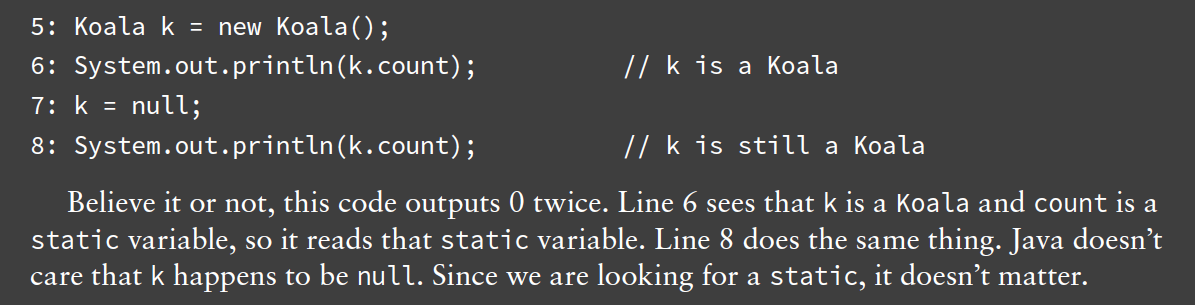 5: Koala k = new Koala();
6: System.out.println(k.count); // k is a Koala
7: k = null;
8: System.out.println(k.count); // k is still a Koala
Believe it or not, this code outputs 0 twice. Line 6 sees that k is a Koala and count is a
static variable, so it reads that static variable. Line 8 does the same thing. Java doesn’t
care that k happens to be null. Since we are looking for a static, it doesn’t matter.